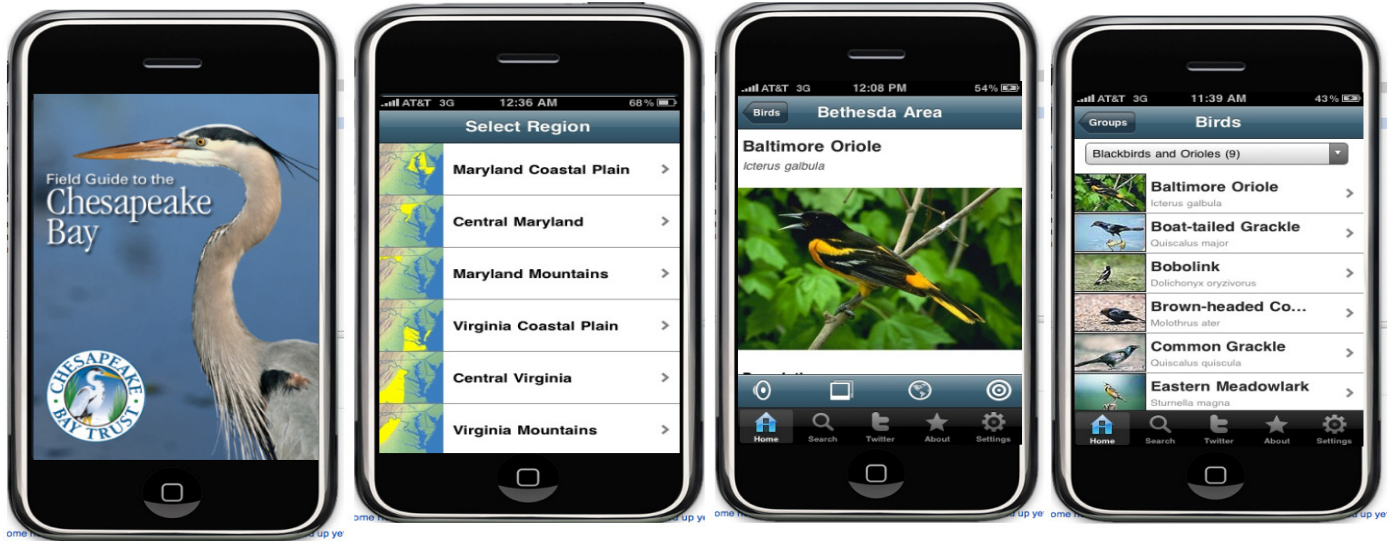 Field Guide to the
Chesapeake
Bay
CHESAPEAKE
BAY TRUST
AT&T 3G 12:36 AM 68%
Select Region
Maryland Coastal Plain
Central Maryland
Maryland Mountains
Virginia Coastal Plain
Central Virginia
Virginia Mountains
AT&T 3G 12:08 PM 54%
Birds Bethesda Area
Baltimore Oriole
Icterus galbula
Home Search Twitter About Settings
AT&T 3G 11:39 AM 43%
Groups Birds
Blackbirds and Orioles (9)
Baltimore Oriole
Icterus galbula
Boat-tailed Grackle
Quiscalus major
Bobolink
Dolichonyx oryzivorus
Brown-headed Co...
Molothrus ater
Common Grackle
Quiscalus quiscula
Eastern Meadowlark
Sturnella magna
Home Search Twitter About Settings